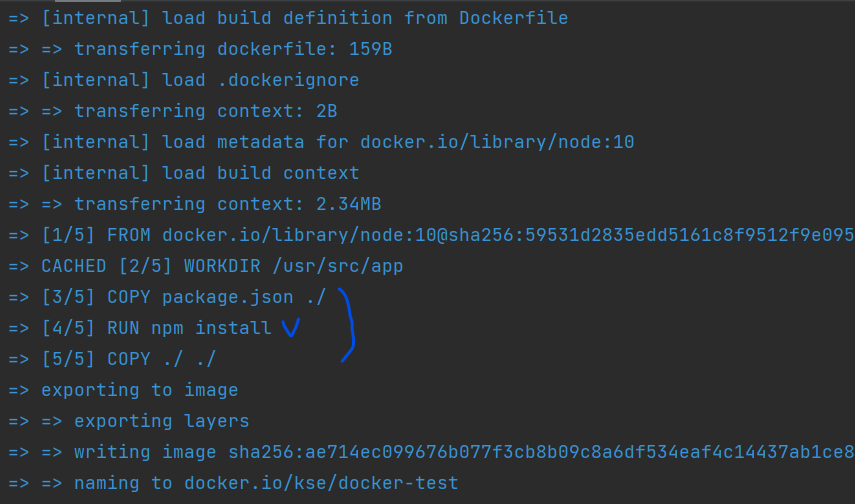 => [internal] load build definition from Dockerfile
=> => transferring dockerfile: 159B
=> [internal] load .dockerignore
=> => transferring context: 2B
=> [internal] load metadata for docker.io/library/node:10
=> [internal] load build context
=> => transferring context: 2.34MB
=> [1/5] FROM docker.io/library/node:10@sha256:59531d2835edd5161c8f9512f9e095
=> CACHED [2/5] WORKDIR /usr/src/app
=> [3/5] COPY package.json ./
=> [4/5] RUN npm install
=> [5/5] COPY ./ ./
=> exporting to image
=> => exporting layers
=> => writing image sha256:ae714ec099676b077f3cb8b09c8a6df534eaf4c14437ab1ce8
=> => naming to docker.io/kse/docker-test